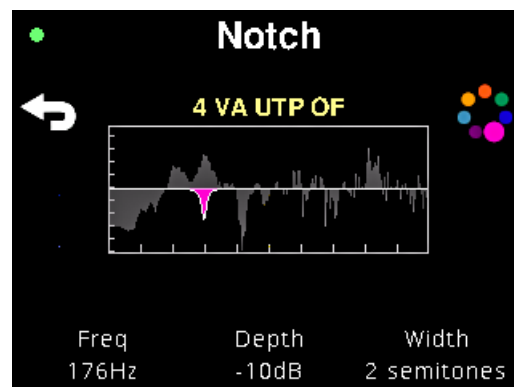 Notch
4 VA UTP OF
Freq Depth Width
176Hz -10dB 2 semitones